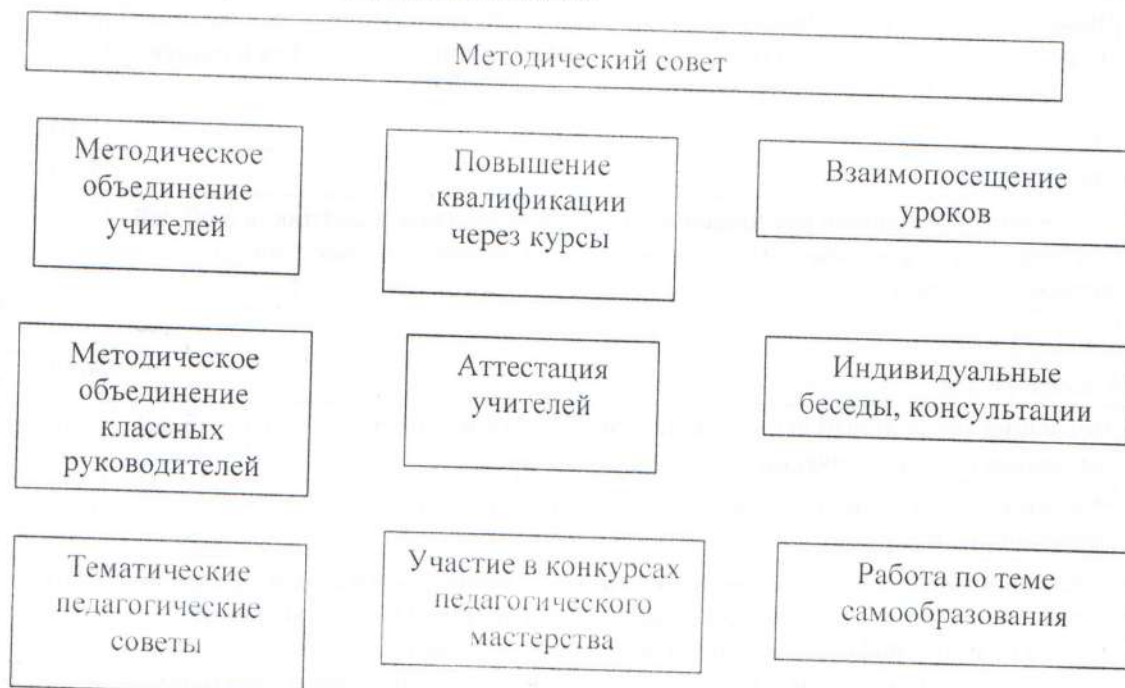 Методический совет
Методическое
объединение
учителей
Повышение
квалификации
через курсы
Взаимопосещение
уроков
Методическое
объединение
классных
руководителей
Аттестация
учителей
Индивидуальные
беседы, консультации
Тематические
педагогические
советы
Участие в конкурсах
педагогического
мастерства
Работа по теме
самообразования